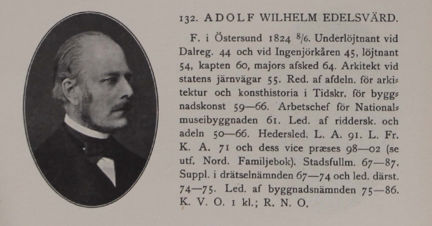 132. ADOLF WILHELM EDELSVÄRD.
F. i Östersund 1824 8/6. Underlöjtnant vid
Dalreg. 44 och vid Ingenjörkåren 45, löjtnant
54, kapten 60, majors afsked 64. Arkitekt vid
statens järnvägar 55. Red. af afdeln. för arki-
tektur och konsthistoria i Tidskr. för bygg-
nadskonst 59—66. Arbetschef för National-
museibyggnaden 61. Led. af riddersk. och
adeln 50—66. Hedersled. L. A. 91. L. Fr.
K. A. 71 och dess vice præses 98—02 (se
utf. Nord. Familjebok). Stadsfullm. 67—87.
Suppl. i drätselnämnden 67—74 och led. därst.
74—75. Led. af byggnadsnämnden 75—86.
K. V. O. 1 kl.; R. N. O.